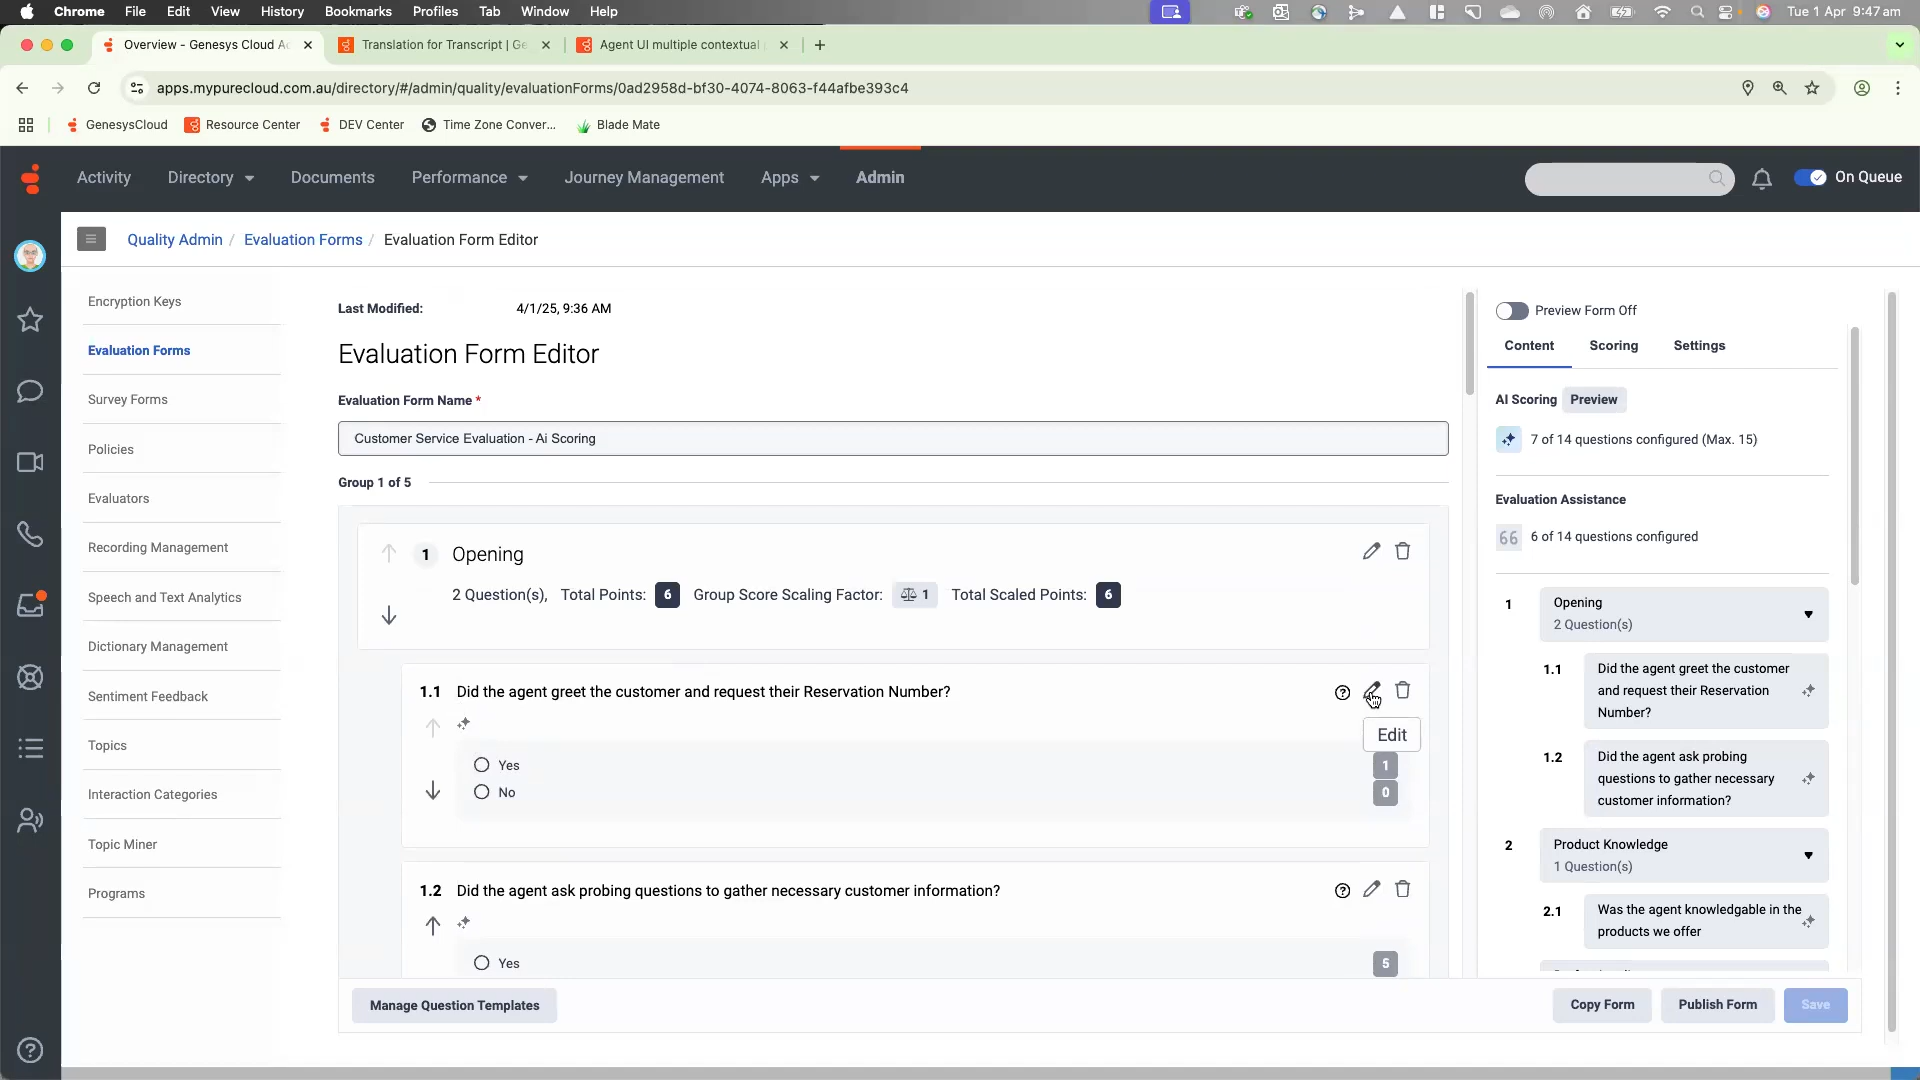 Chrome File Edit View History Bookmarks Profiles Tab Window Help Tue 1 Apr 9:47 am
Overview - Genesys Cloud Ad Translation for Transcript | Ge Agent UI multiple contextual
apps.mypurecloud.com.au/directory/#/admin/quality/evaluationForms/0ad2958d-bf30-4074-8063-f44afbe393c4
GenesysCloud Resource Center DEV Center Time Zone Conver... Blade Mate
Activity Directory Documents Performance Journey Management Apps Admin On Queue
Quality Admin / Evaluation Forms / Evaluation Form Editor
Encryption Keys
Evaluation Forms
Survey Forms
Policies
Evaluators
Recording Management
Speech and Text Analytics
Dictionary Management
Sentiment Feedback
Topics
Interaction Categories
Topic Miner
Programs
Last Modified: 4/1/25, 9:36 AM
Evaluation Form Editor
Evaluation Form Name *
Customer Service Evaluation - Ai Scoring
Group 1 of 5
1 Opening
2 Question(s), Total Points: 6 Group Score Scaling Factor: 1 Total Scaled Points: 6
1.1 Did the agent greet the customer and request their Reservation Number?
Edit
Yes 1
No 0
1.2 Did the agent ask probing questions to gather necessary customer information?
Yes 5
Manage Question Templates Copy Form Publish Form Save
Preview Form Off
Content Scoring Settings
AI Scoring Preview
7 of 14 questions configured (Max. 15)
Evaluation Assistance
6 of 14 questions configured
1 Opening
2 Question(s)
1.1 Did the agent greet the customer
and request their Reservation
Number?
1.2 Did the agent ask probing
questions to gather necessary
customer information?
2 Product Knowledge
1 Question(s)
2.1 Was the agent knowledgable in the
products we offer